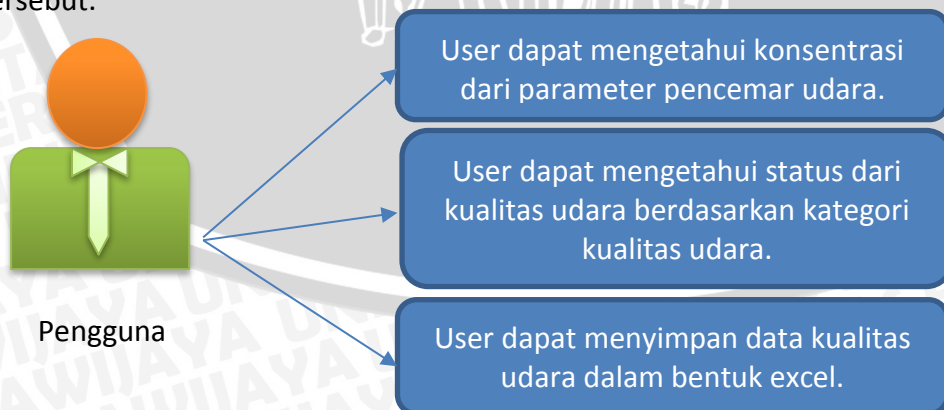 ersebut.
User dapat mengetahui konsentrasi
dari parameter pencemar udara.
User dapat mengetahui status dari
kualitas udara berdasarkan kategori
kualitas udara.
Pengguna
User dapat menyimpan data kualitas
udara dalam bentuk excel.